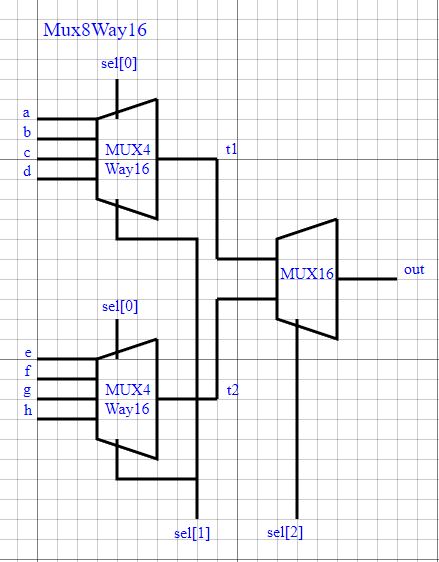 Mux8Way16
sel[0]
a
b
c
d
MUX4
Way16
t1
MUX16
out
sel[0]
e
f
g
h
MUX4
Way16
t2
sel[1]
sel[2]